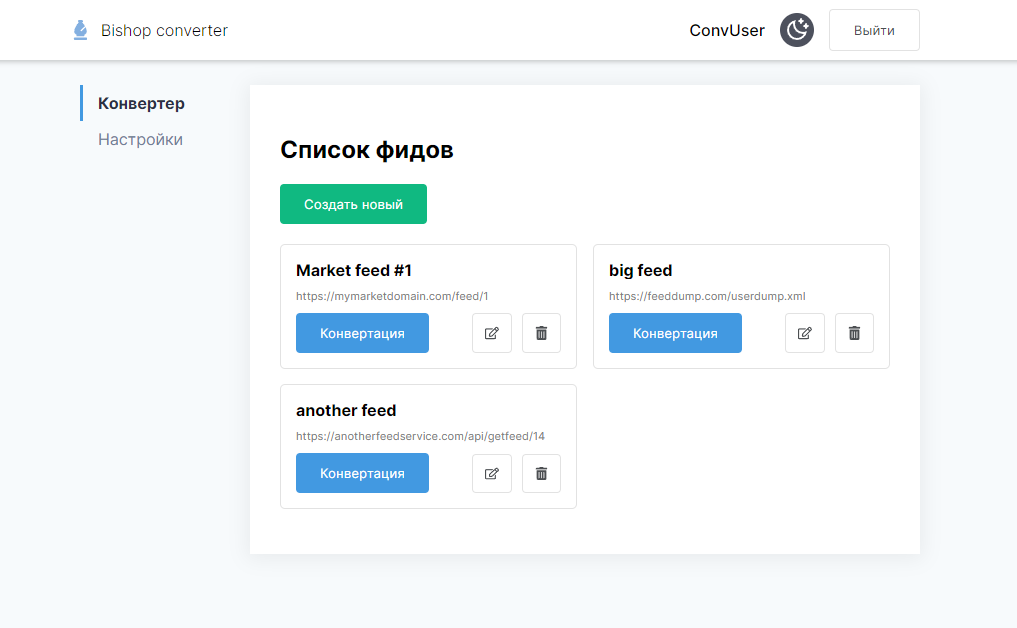 Bishop converter
ConvUser
Выйти
Конвертер
Настройки
Список фидов
Создать новый
Market feed #1
https://mymarketdomain.com/feed/1
Конвертация
big feed
https://feeddump.com/userdump.xml
Конвертация
another feed
https://anotherfeedservice.com/api/getfeed/14
Конвертация